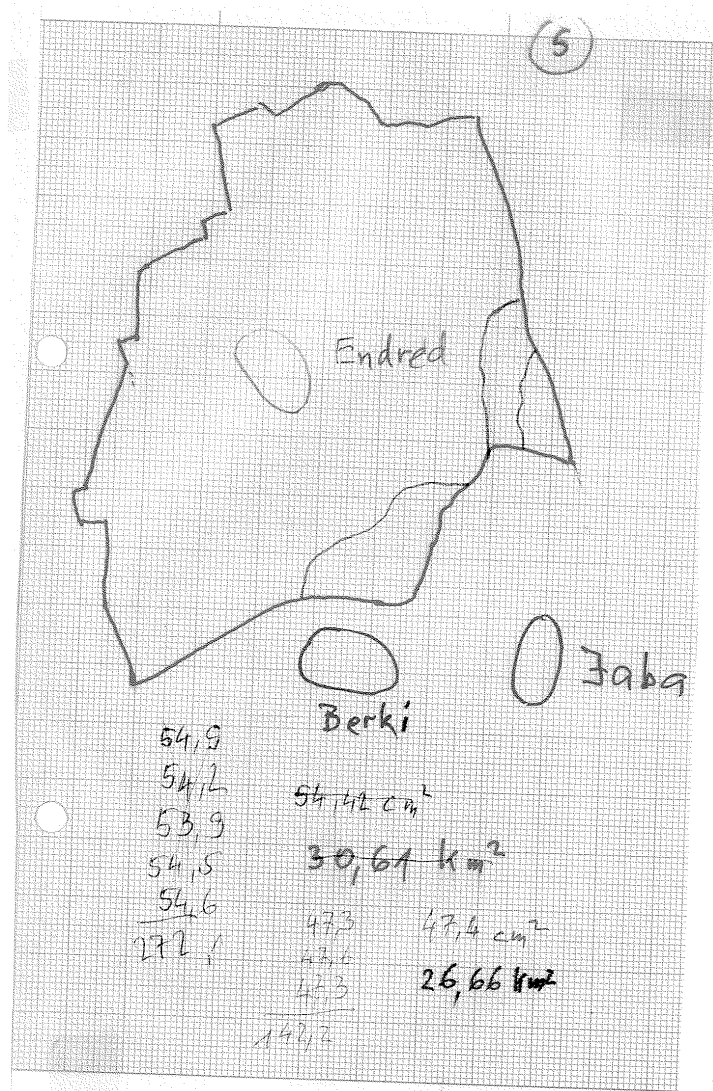 5
Endred
Jaba
Berki
54,9
54,2
53,9
54,5
54,6
272,1
54,42 cm²
30,61 km²
47,3
47,6
47,3
142,2
47,4 cm²
26,66 km²